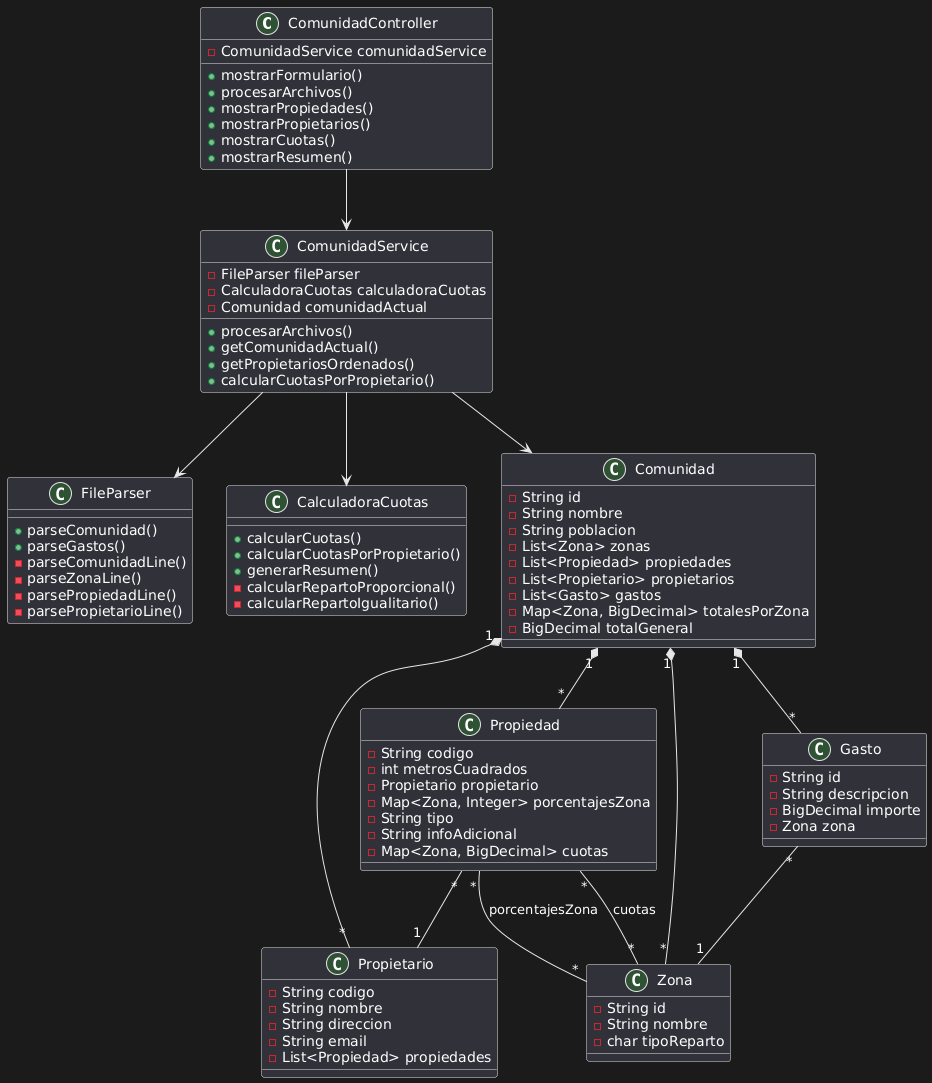 C ComunidadController
ComunidadService comunidadService
mostrarFormulario()
procesarArchivos()
mostrarPropiedades()
mostrarPropietarios()
mostrarCuotas()
mostrarResumen()
C ComunidadService
FileParser fileParser
CalculadoraCuotas calculadoraCuotas
Comunidad comunidadActual
procesarArchivos()
getComunidadActual()
getPropietariosOrdenados()
calcularCuotasPorPropietario()
C FileParser
parseComunidad()
parseGastos()
parseComunidadLine()
parseZonaLine()
parsePropiedadLine()
parsePropietarioLine()
C CalculadoraCuotas
calcularCuotas()
calcularCuotasPorPropietario()
generarResumen()
calcularRepartoProporcional()
calcularRepartoIgualitario()
C Comunidad
String id
String nombre
String poblacion
List<Zona> zonas
List<Propiedad> propiedades
List<Propietario> propietarios
List<Gasto> gastos
Map<Zona, BigDecimal> totalesPorZona
BigDecimal totalGeneral
1
1
1
1
*
*
C Propiedad
String codigo
int metrosCuadrados
Propietario propietario
Map<Zona, Integer> porcentajesZona
String tipo
String infoAdicional
Map<Zona, BigDecimal> cuotas
C Gasto
String id
String descripcion
BigDecimal importe
Zona zona
*
*
*
*
porcentajesZona
cuotas
*
1
*
*
*
1
C Propietario
String codigo
String nombre
String direccion
String email
List<Propiedad> propiedades
C Zona
String id
String nombre
char tipoReparto